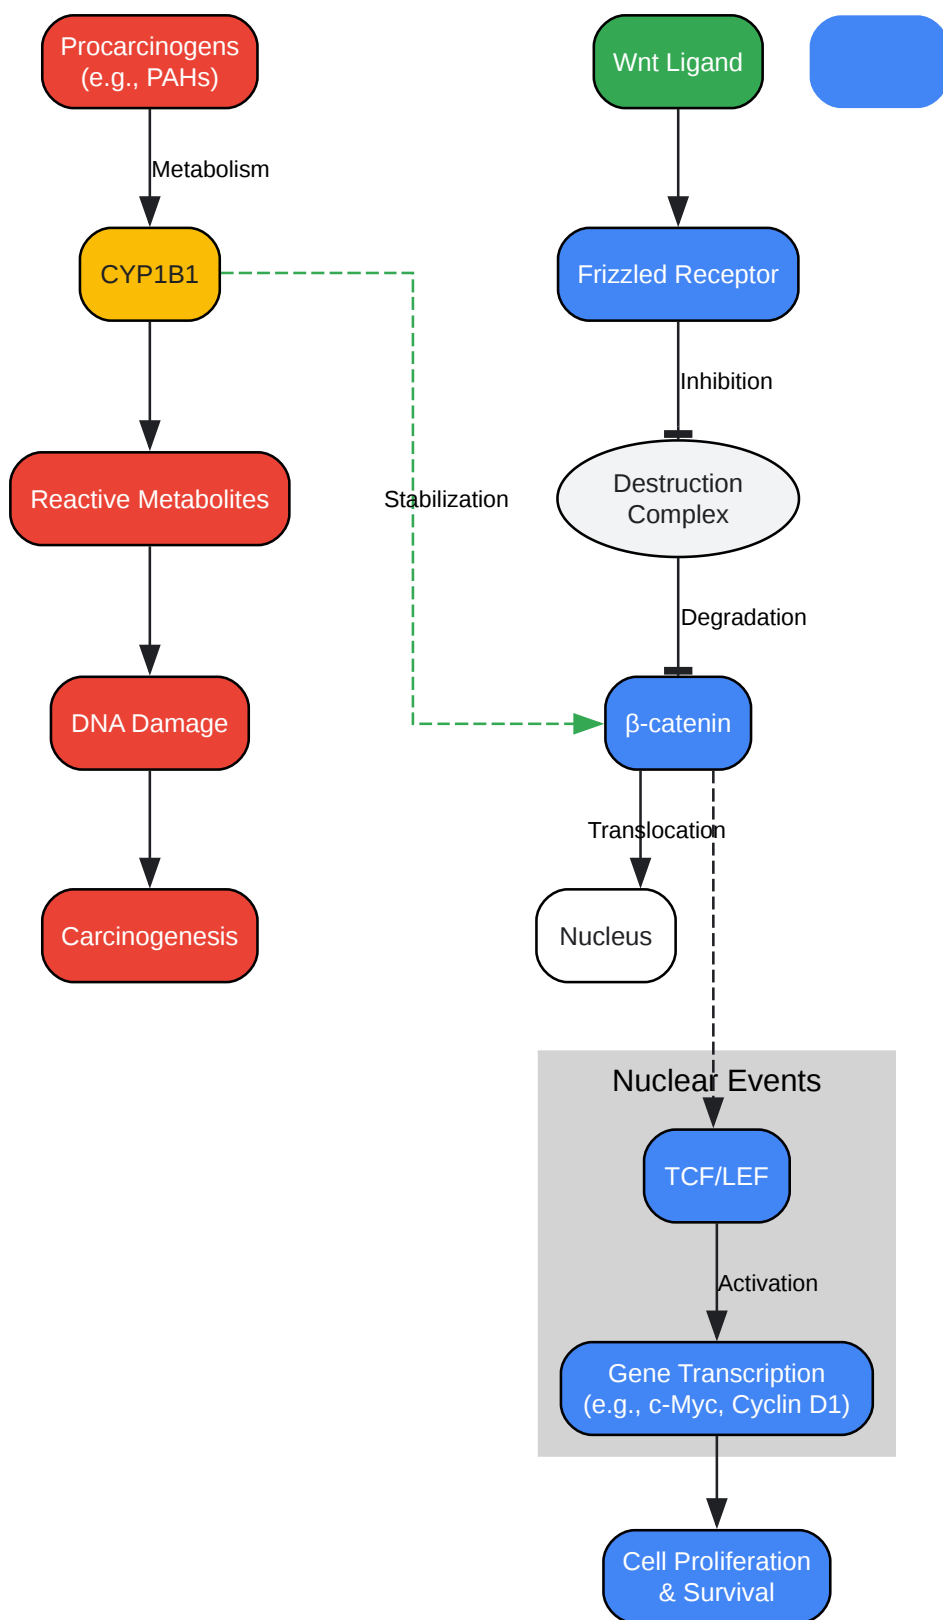 Procarcinogens
(e.g., PAHs)
Wnt Ligand
Metabolism
CYP1B1
Frizzled Receptor
Inhibition
Reactive Metabolites
Stabilization
Destruction
Complex
Degradation
DNA Damage
β-catenin
Translocation
Carcinogenesis
Nucleus
Nuclear Events
TCF/LEF
Activation
Gene Transcription
(e.g., c-Myc, Cyclin D1)
Cell Proliferation
& Survival